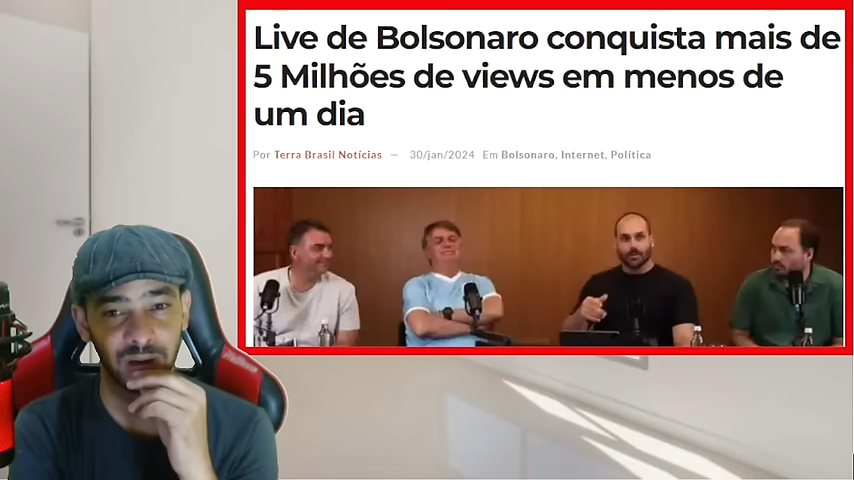 Live de Bolsonaro conquista mais de
5 Milhões de views em menos de
um dia
Por Terra Brasil Notícias — 30/jan/2024 Em Bolsonaro, Internet, Política